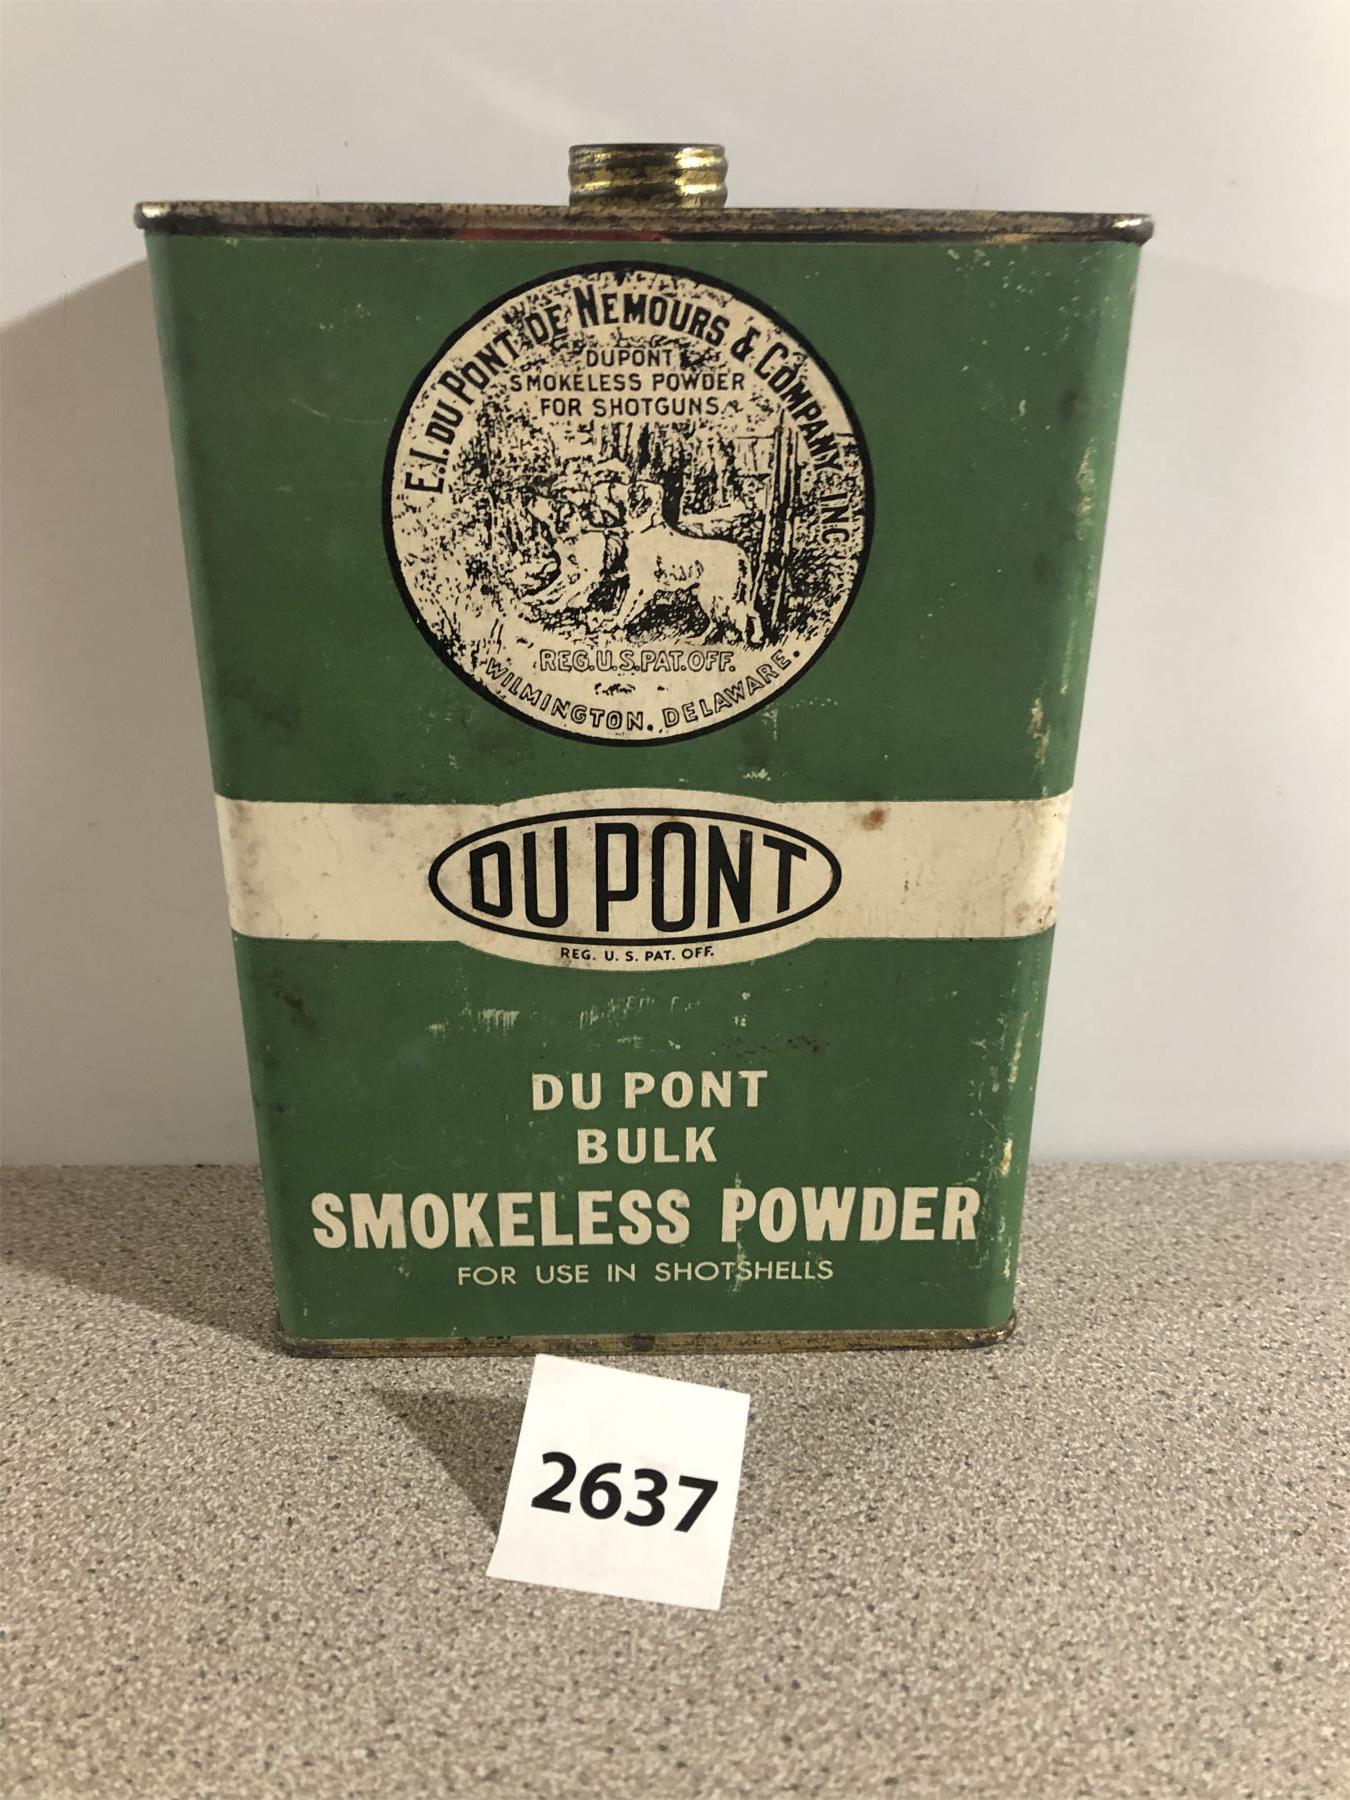 E.I. DU PONT DE NEMOURS & COMPANY, INC
DUPONT
SMOKELESS POWDER
FOR SHOTGUNS
REG.U.S.PAT.OFF.
WILMINGTON, DELAWARE.
DU PONT
REG. U. S. PAT. OFF.
DU PONT
BULK
SMOKELESS POWDER
FOR USE IN SHOTSHELLS
2637